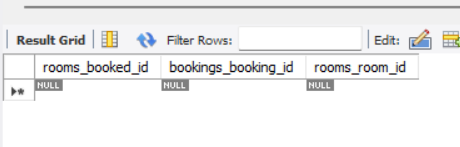 Result Grid Filter Rows: Edit:
rooms_booked_id bookings_booking_id rooms_room_id
NULL NULL NULL